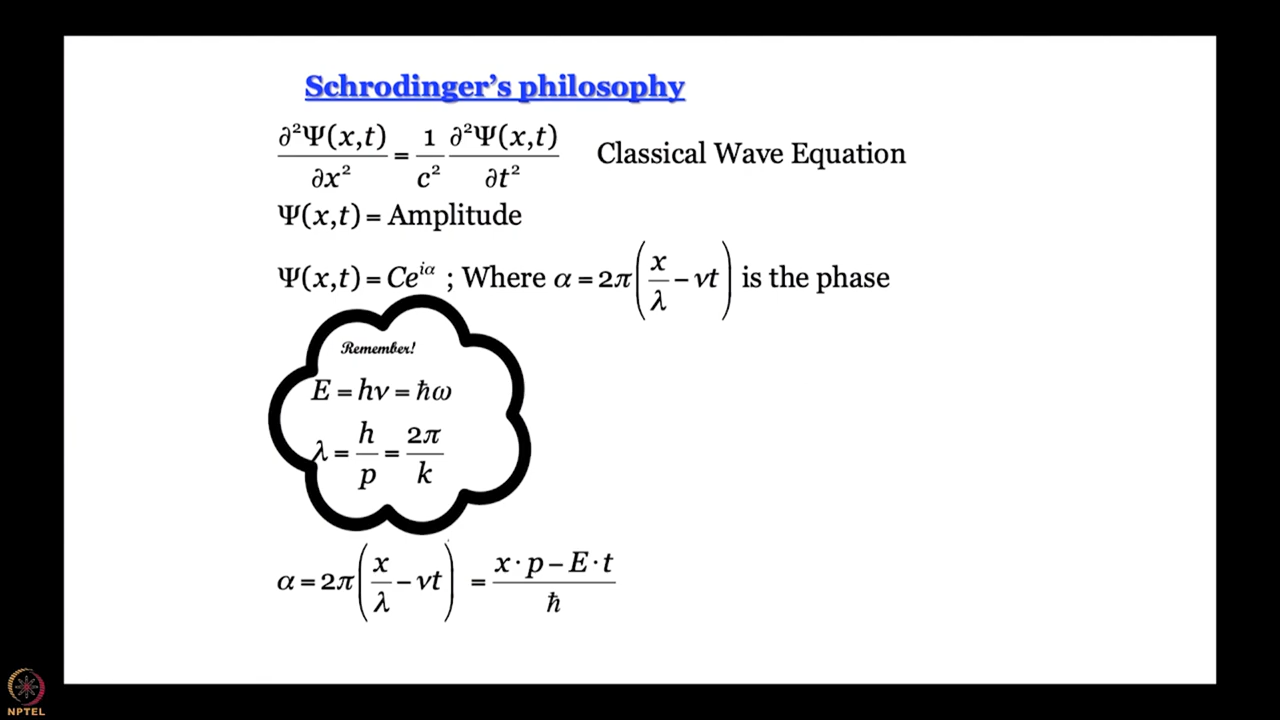 Schrodinger's philosophy
∂²Ψ(x,t)/∂x² = 1/c² ∂²Ψ(x,t)/∂t² Classical Wave Equation
Ψ(x,t) = Amplitude
Ψ(x,t) = Ce^{iα} ; Where α = 2π(x/λ − νt) is the phase
Remember!
E = hν = ħω
λ = h/p = 2π/k
α = 2π(x/λ − νt) = (x·p − E·t)/ħ
NPTEL